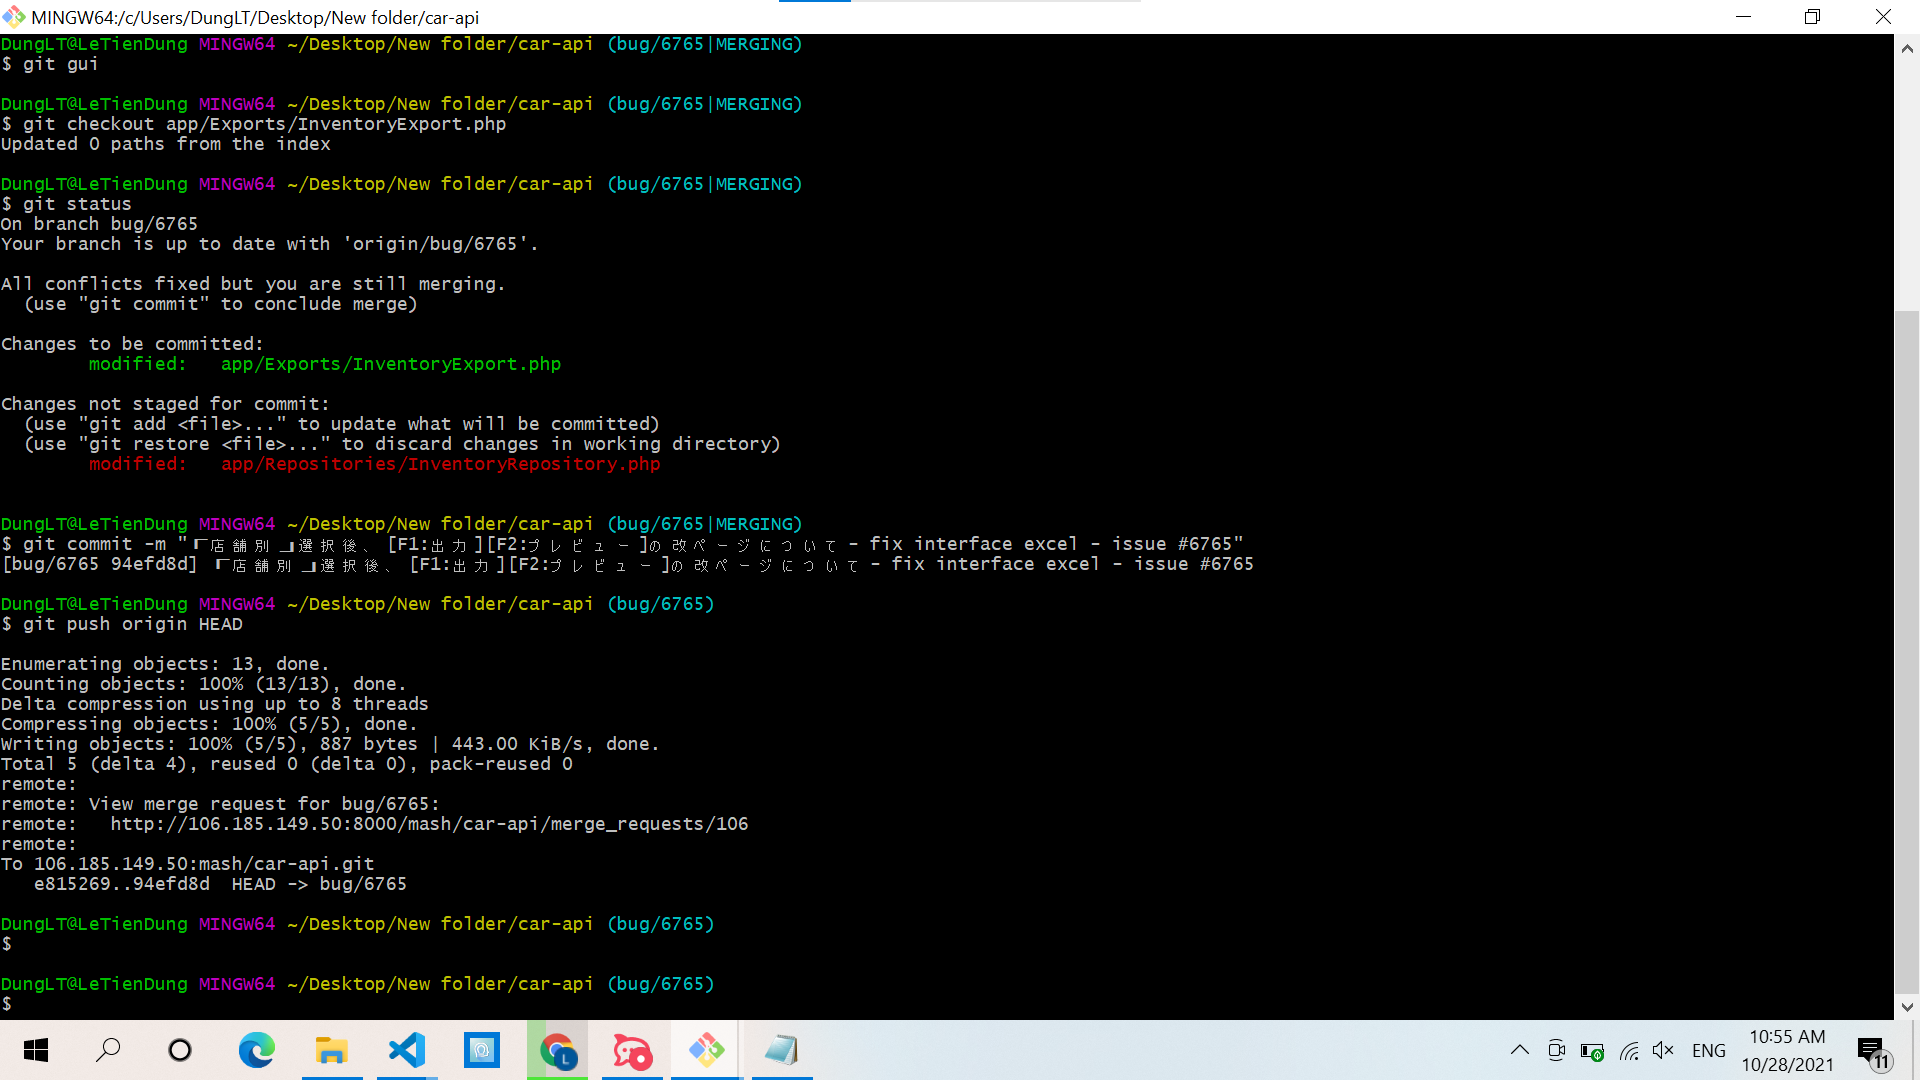 MINGW64:/c/Users/DungLT/Desktop/New folder/car-api
DungLT@LeTienDung MINGW64 ~/Desktop/New folder/car-api (bug/6765|MERGING)
$ git gui
DungLT@LeTienDung MINGW64 ~/Desktop/New folder/car-api (bug/6765|MERGING)
$ git checkout app/Exports/InventoryExport.php
Updated 0 paths from the index
DungLT@LeTienDung MINGW64 ~/Desktop/New folder/car-api (bug/6765|MERGING)
$ git status
On branch bug/6765
Your branch is up to date with 'origin/bug/6765'.
All conflicts fixed but you are still merging.
  (use "git commit" to conclude merge)
Changes to be committed:
        modified:   app/Exports/InventoryExport.php
Changes not staged for commit:
  (use "git add <file>..." to update what will be committed)
  (use "git restore <file>..." to discard changes in working directory)
        modified:   app/Repositories/InventoryRepository.php
DungLT@LeTienDung MINGW64 ~/Desktop/New folder/car-api (bug/6765|MERGING)
$ git commit -m "『店舗別』選択後、[F1:出力][F2:プレビュー]の改ページについて - fix interface excel - issue #6765"
[bug/6765 94efd8d] 『店舗別』選択後、[F1:出力][F2:プレビュー]の改ページについて - fix interface excel - issue #6765
DungLT@LeTienDung MINGW64 ~/Desktop/New folder/car-api (bug/6765)
$ git push origin HEAD
Enumerating objects: 13, done.
Counting objects: 100% (13/13), done.
Delta compression using up to 8 threads
Compressing objects: 100% (5/5), done.
Writing objects: 100% (5/5), 887 bytes | 443.00 KiB/s, done.
Total 5 (delta 4), reused 0 (delta 0), pack-reused 0
remote:
remote: View merge request for bug/6765:
remote:   http://106.185.149.50:8000/mash/car-api/merge_requests/106
remote:
To 106.185.149.50:mash/car-api.git
   e815269..94efd8d  HEAD -> bug/6765
DungLT@LeTienDung MINGW64 ~/Desktop/New folder/car-api (bug/6765)
$
DungLT@LeTienDung MINGW64 ~/Desktop/New folder/car-api (bug/6765)
$
L
ENG
10:55 AM
10/28/2021
11